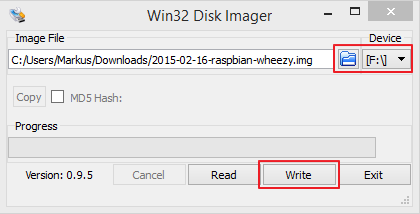 Win32 Disk Imager
Image File Device
C:/Users/Markus/Downloads/2015-02-16-raspbian-wheezy.img [F:\]
Copy MD5 Hash:
Progress
Version: 0.9.5 Cancel Read Write Exit